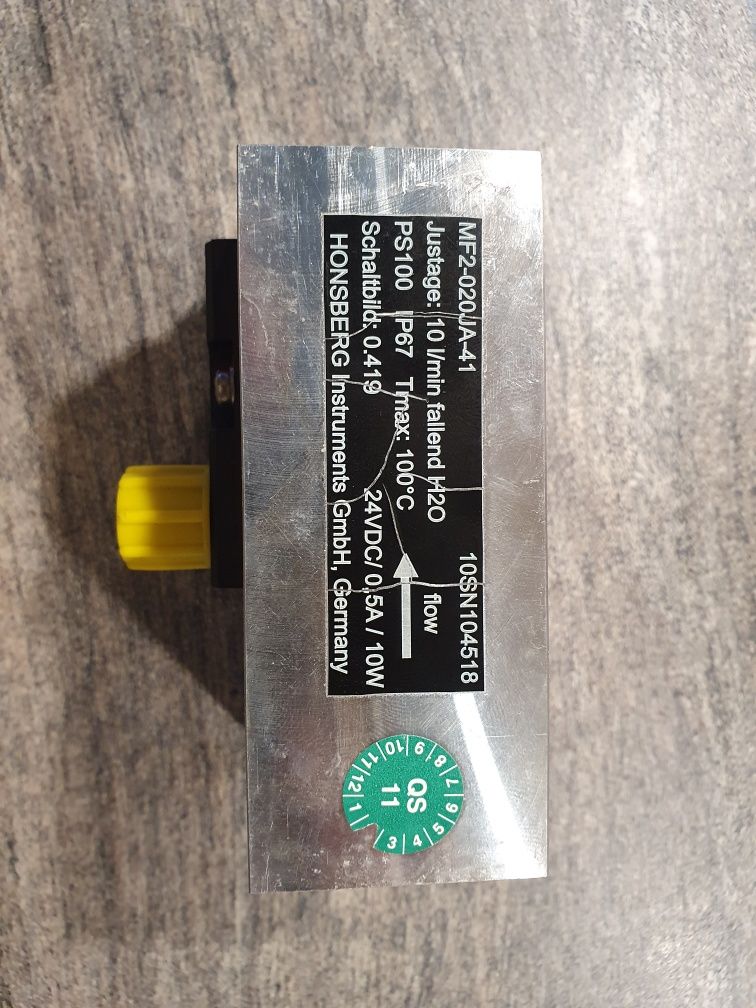 MF2-020JA-41 10SN104518
Justage: 10 l/min fallend H2O flow
PS100 IP67 Tmax: 100°C
Schaltbild: 0.419 24VDC/ 0,5A / 10W
HONSBERG Instruments GmbH, Germany
QS
11
1 3 4 5 6 7 8 9 10 11 12